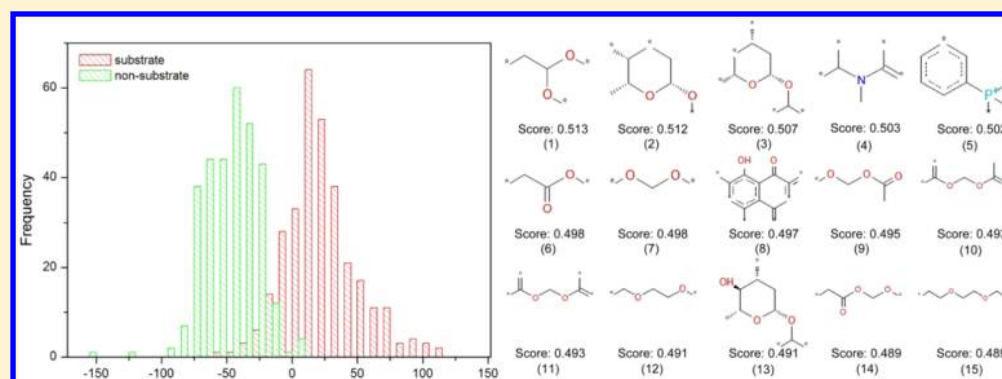 substrate
non-substrate
Frequency
60
40
20
0
-150
-100
-50
0
50
100
150
O
O
O
O
O
O
N
P+
Score: 0.513
Score: 0.512
Score: 0.507
Score: 0.503
(1)
(2)
(3)
(4)
(5)
O
O
O
O
OH
O
O
O
O
O
O
Score: 0.498
Score: 0.498
Score: 0.497
Score: 0.495
(6)
(7)
(8)
(9)
(10)
O
O
O
O
HO
O
O
O
O
O
O
O
Score: 0.493
Score: 0.491
Score: 0.491
Score: 0.489
(11)
(12)
(13)
(14)
(15)